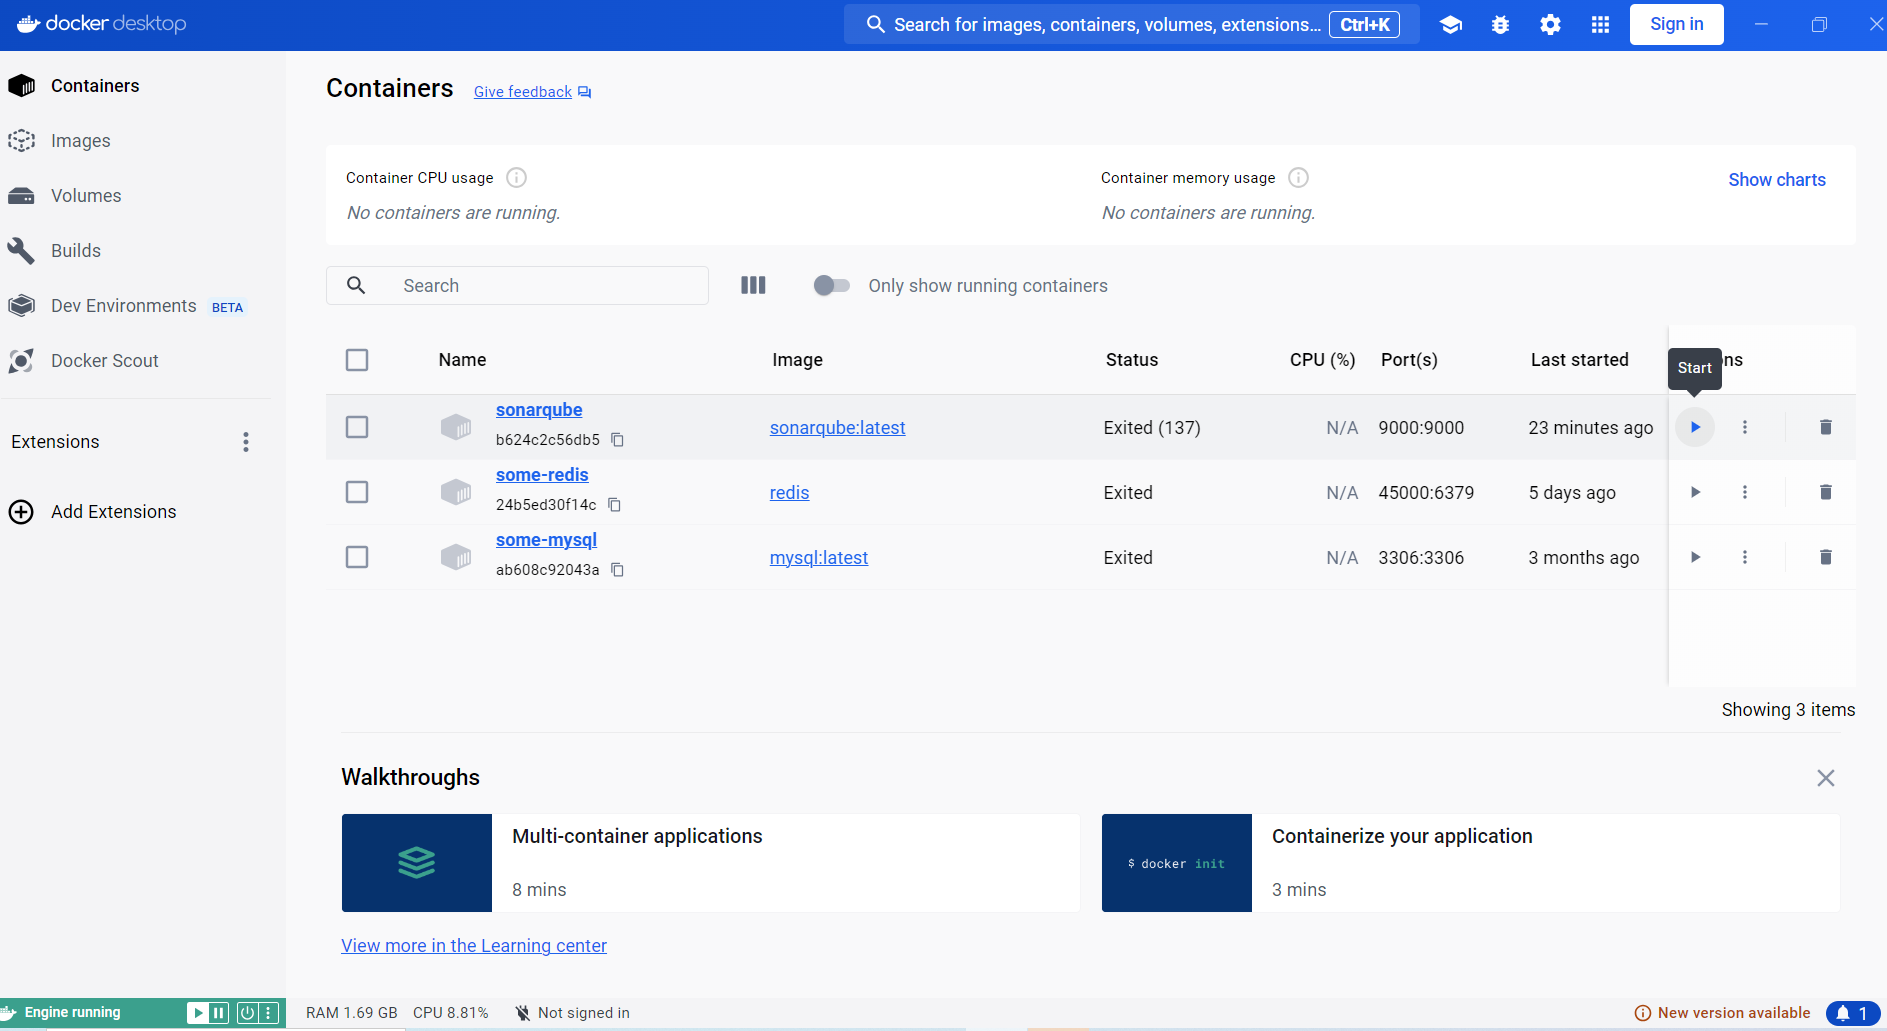 docker desktop
Search for images, containers, volumes, extensions... Ctrl+K
Sign in
Containers
Images
Volumes
Builds
Dev Environments BETA
Docker Scout
Extensions
Add Extensions
Containers Give feedback
Container CPU usage
No containers are running.
Container memory usage
No containers are running.
Show charts
Search
Only show running containers
Name Image Status CPU (%) Port(s) Last started ns
Start
sonarqube
b624c2c56db5
sonarqube:latest Exited (137) N/A 9000:9000 23 minutes ago
some-redis
24b5ed30f14c
redis Exited N/A 45000:6379 5 days ago
some-mysql
ab608c92043a
mysql:latest Exited N/A 3306:3306 3 months ago
Showing 3 items
Walkthroughs
Multi-container applications
8 mins
$ docker init
Containerize your application
3 mins
View more in the Learning center
Engine running
RAM 1.69 GB CPU 8.81% Not signed in
New version available 1